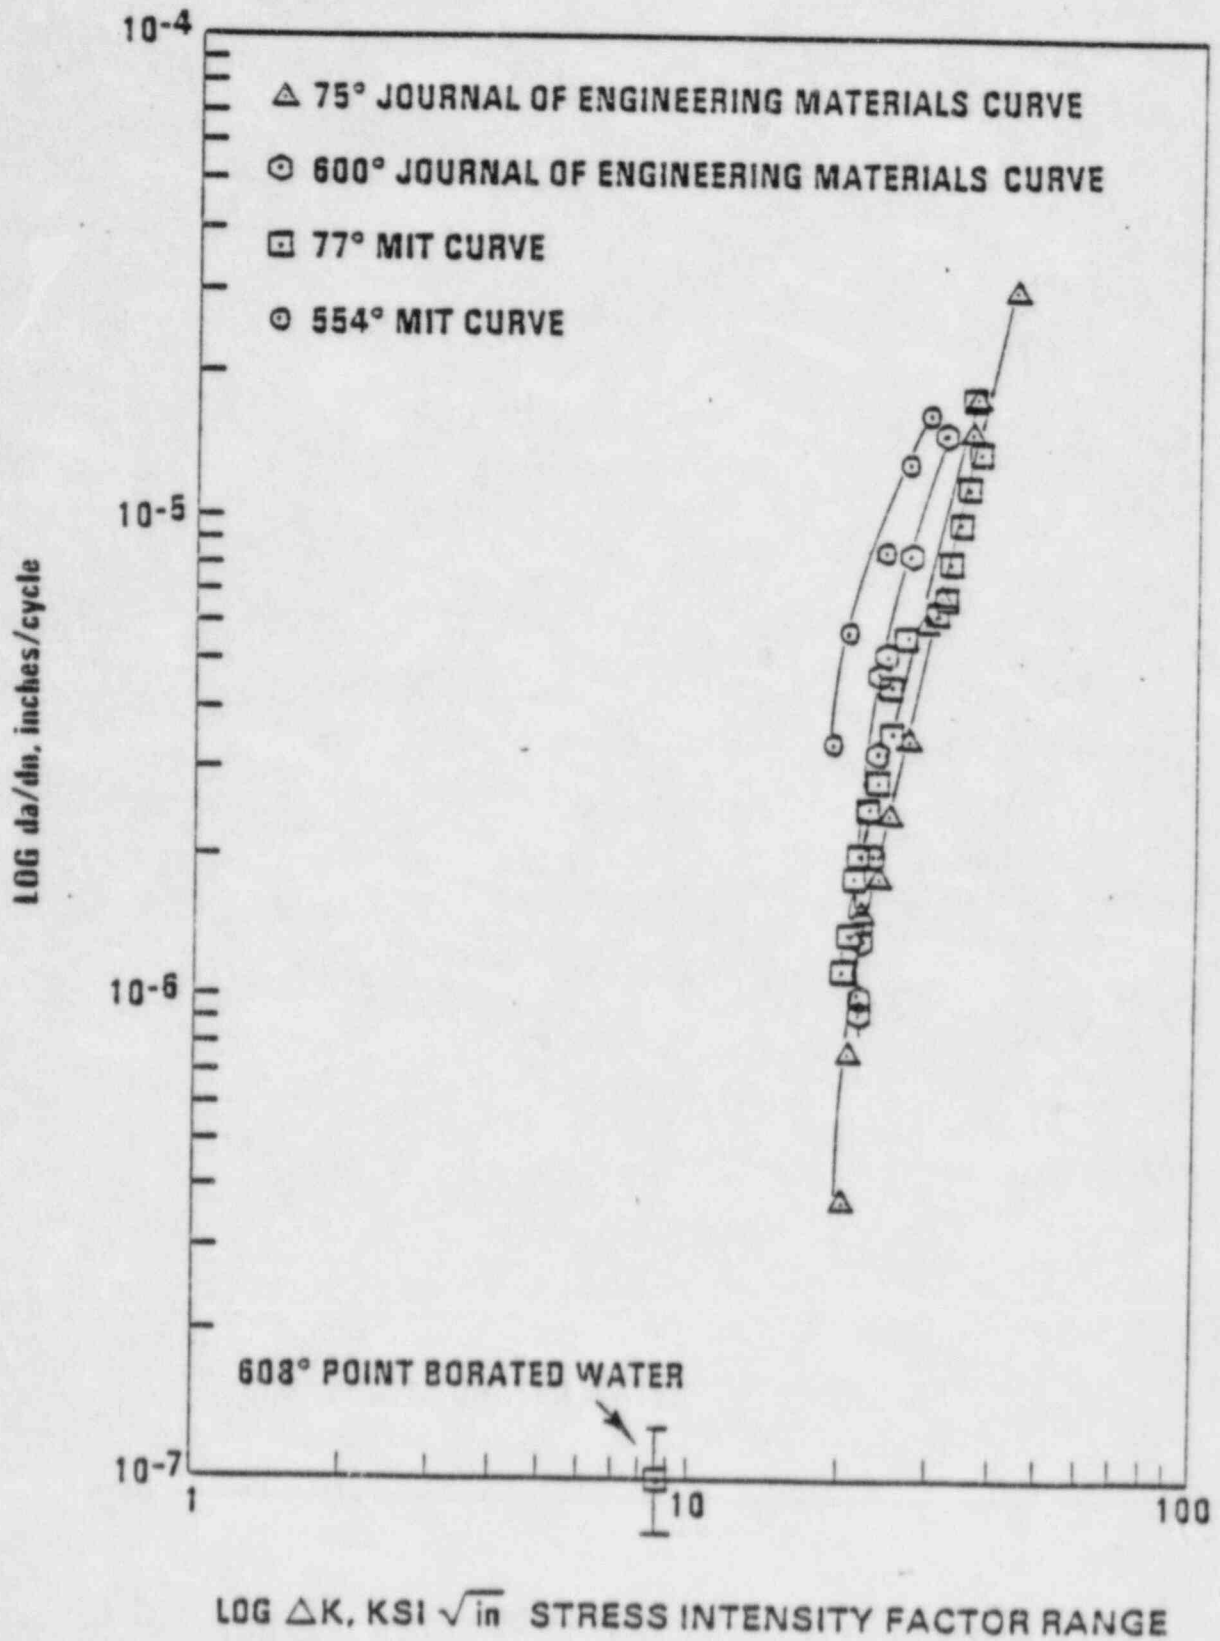 10-4
△ 75° JOURNAL OF ENGINEERING MATERIALS CURVE
600° JOURNAL OF ENGINEERING MATERIALS CURVE
77° MIT CURVE
554° MIT CURVE
10-5
LOG da/dn, inches/cycle
10-6
608° POINT BORATED WATER
10-7
1 10 100
LOG △K, KSI √in STRESS INTENSITY FACTOR RANGE